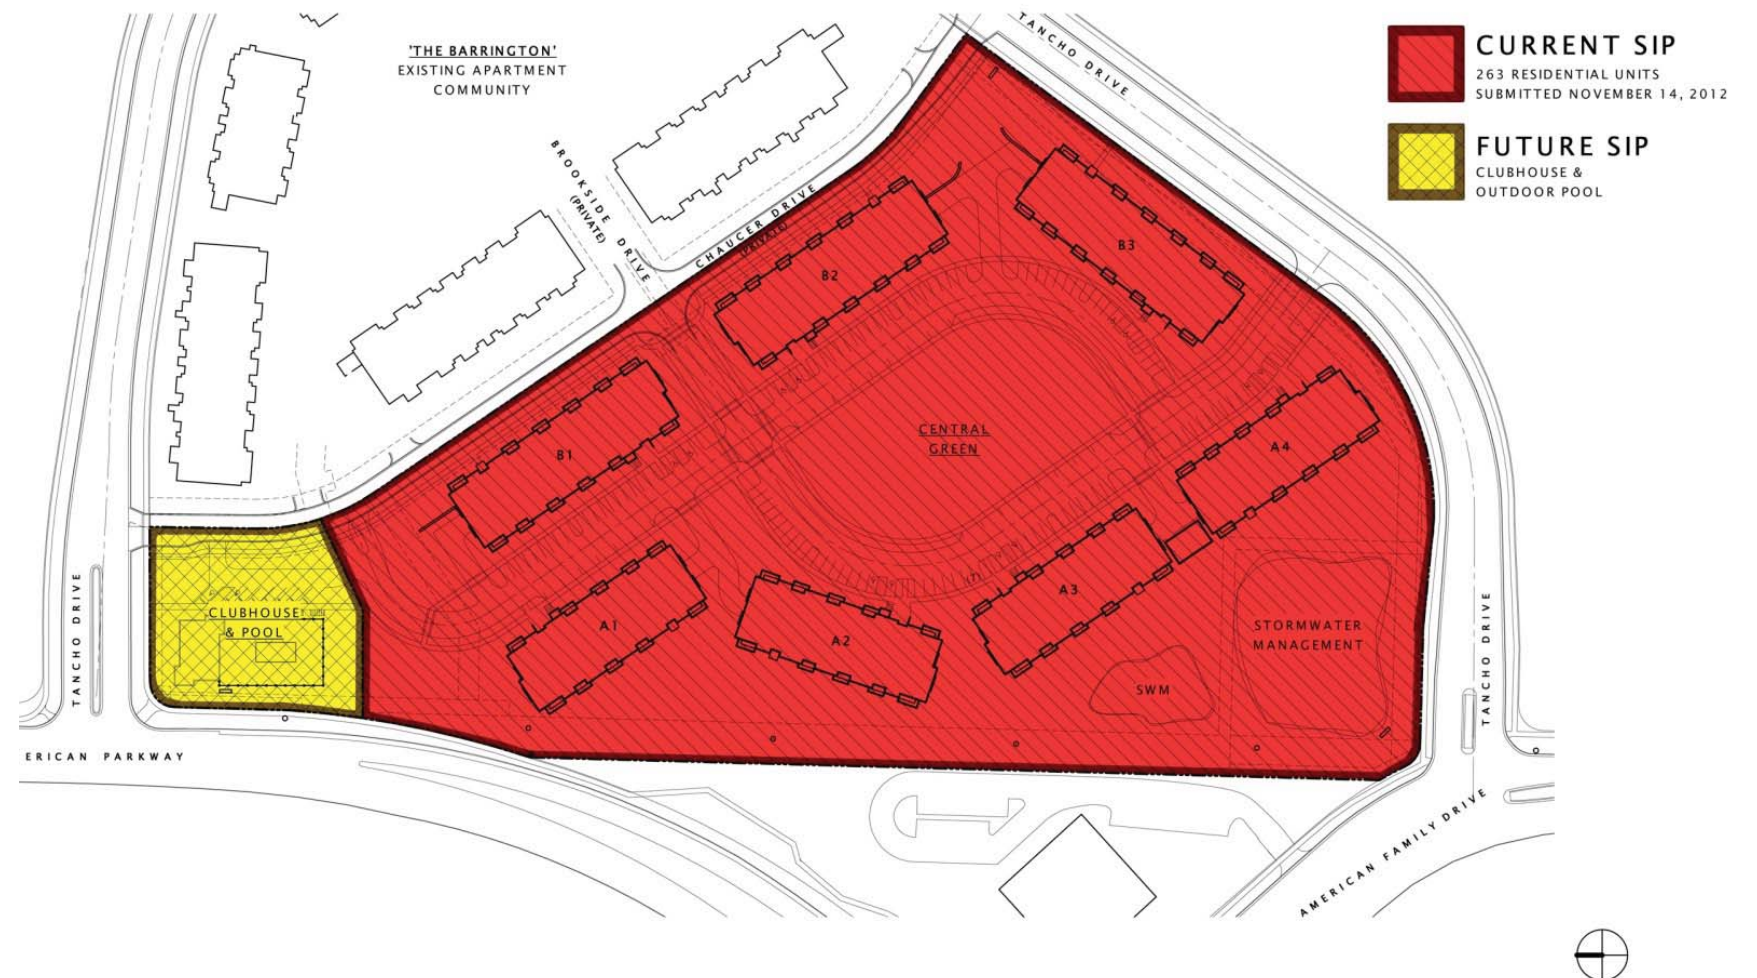 'THE BARRINGTON'
EXISTING APARTMENT
COMMUNITY
TANCHO DRIVE
CURRENT SIP
263 RESIDENTIAL UNITS
SUBMITTED NOVEMBER 14, 2012
FUTURE SIP
CLUBHOUSE &
OUTDOOR POOL
BROOKSIDE DRIVE
(PRIVATE)
CHAUCER DRIVE
(PRIVATE)
B3
B2
B1
CENTRAL
GREEN
A4
A3
A1
A2
CLUBHOUSE
& POOL
STORMWATER
MANAGEMENT
SWM
TANCHO DRIVE
TANCHO DRIVE
ERICAN PARKWAY
AMERICAN FAMILY DRIVE